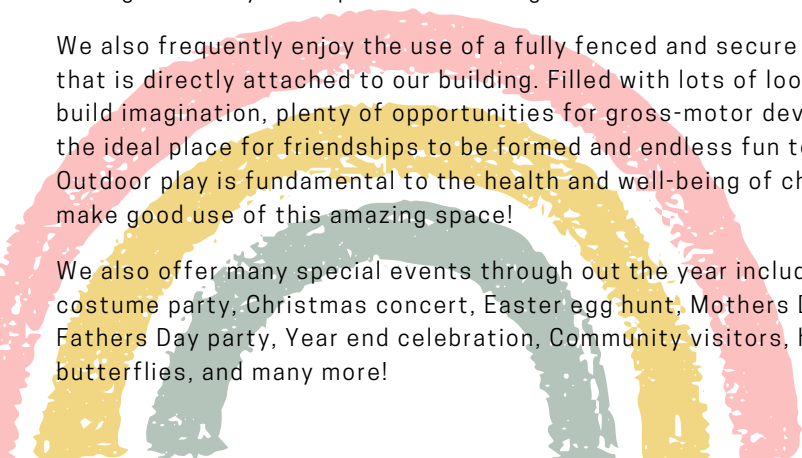 We also frequently enjoy the use of a fully fenced and secure
that is directly attached to our building. Filled with lots of
build imagination, plenty of opportunities for gross-motor
the ideal place for friendships to be formed and endless fun
Outdoor play is fundamental to the health and well-being of
make good use of this amazing space!
We also offer many special events through out the year
costume party, Christmas concert, Easter egg hunt, Mothers
Fathers Day party, Year end celebration, Community visitors,
butterflies, and many more!